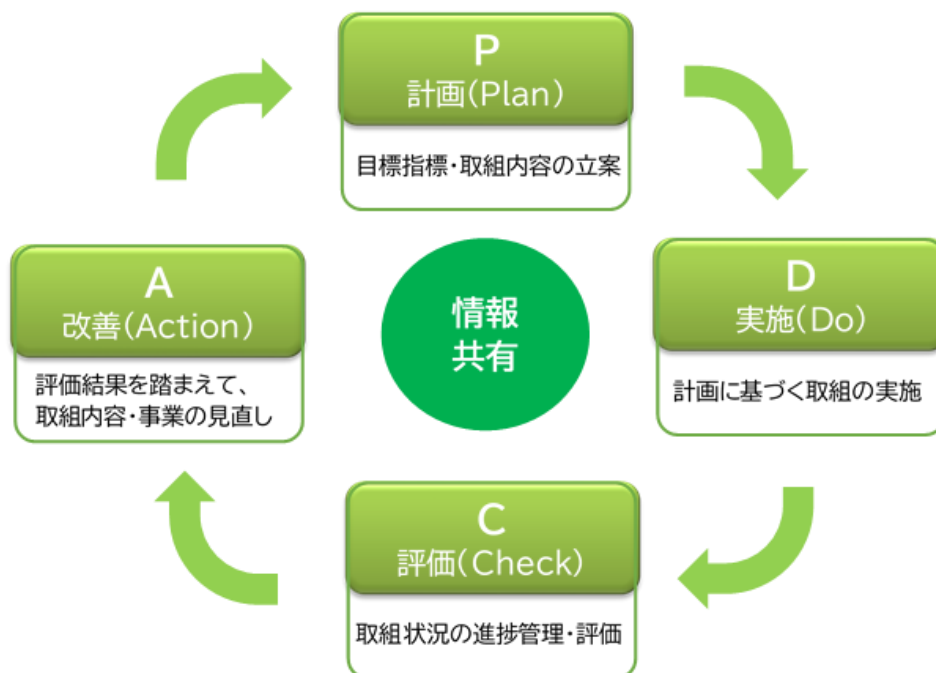 P
計画(Plan)
目標指標・取組内容の立案
D
実施(Do)
計画に基づく取組の実施
C
評価(Check)
取組状況の進捗管理・評価
A
改善(Action)
評価結果を踏まえて、
取組内容・事業の見直し
情報
共有